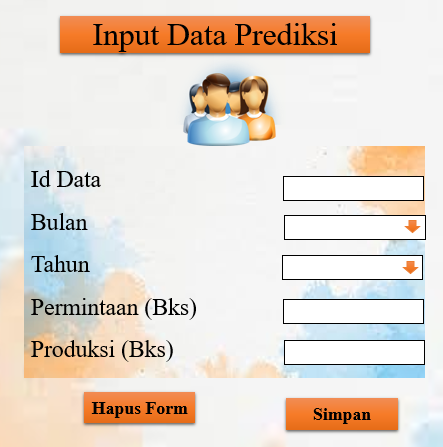 Input Data Prediksi
Id Data
Bulan
Tahun
Permintaan (Bks)
Produksi (Bks)
Hapus Form
Simpan